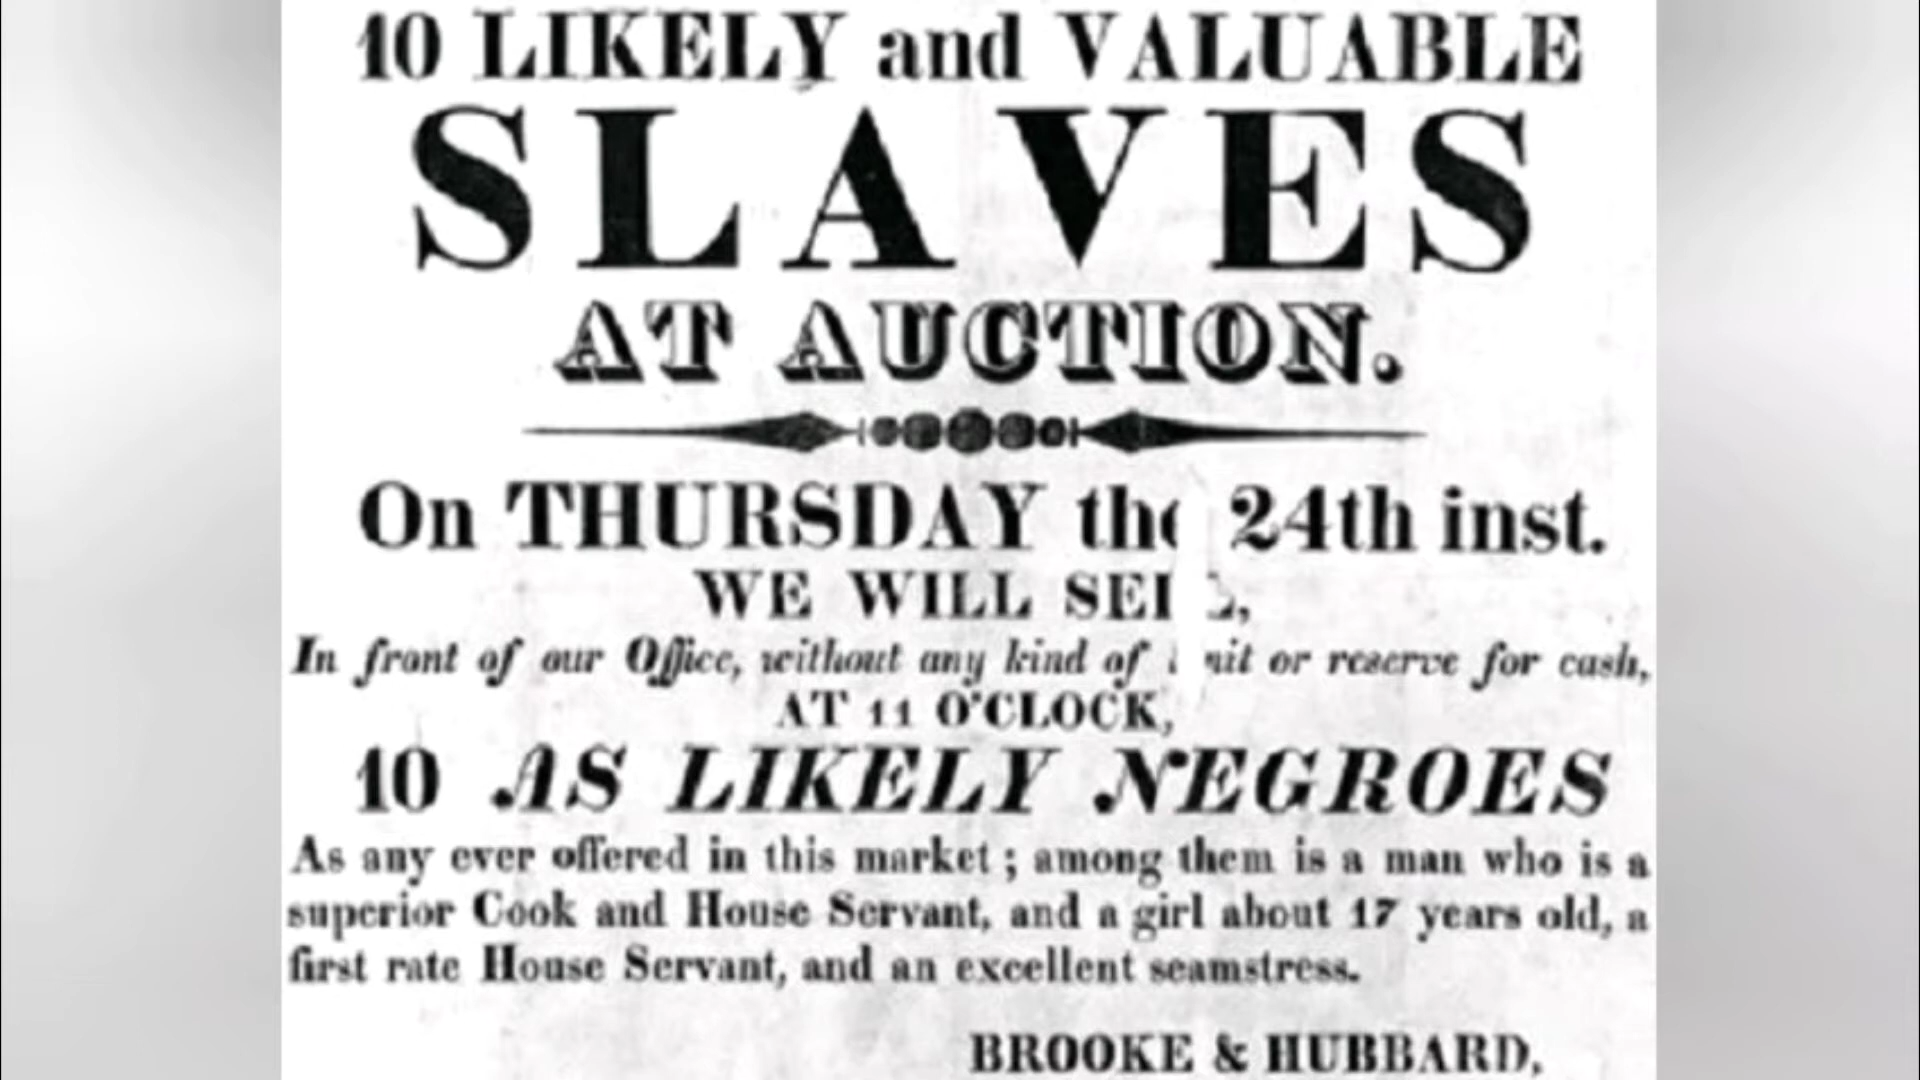 10 LIKELY and VALUABLE
SLAVES
AT AUCTION.
On THURSDAY the 24th inst.
WE WILL SELL,
In front of our Office, without any kind of limit or reserve for cash,
AT 11 O'CLOCK,
10 AS LIKELY NEGROES
As any ever offered in this market; among them is a man who is a
superior Cook and House Servant, and a girl about 17 years old, a
first rate House Servant, and an excellent seamstress.
BROOKE & HUBBARD,